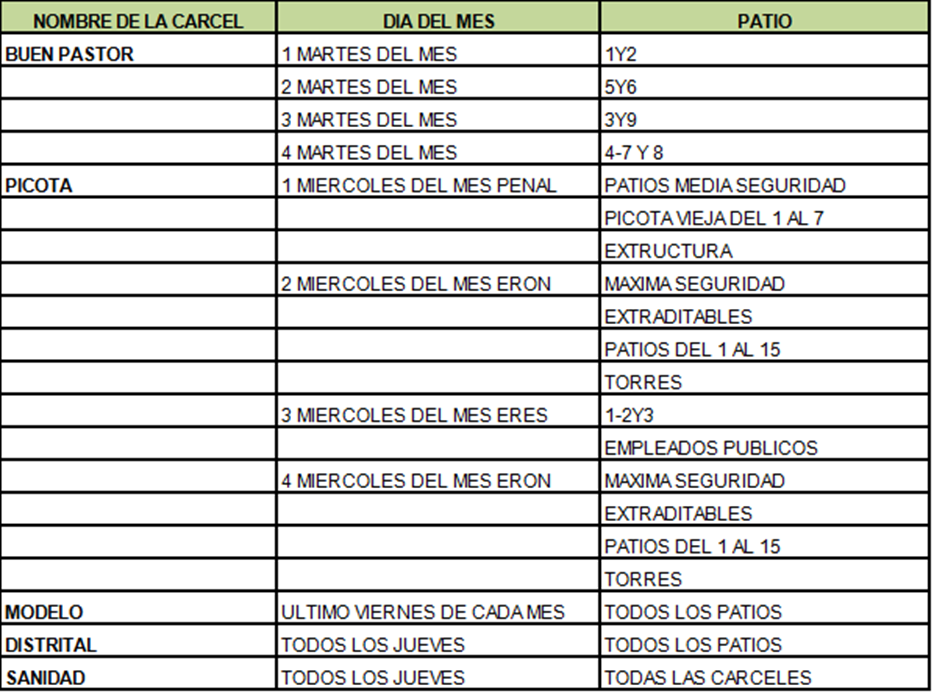 NOMBRE DE LA CARCEL DIA DEL MES PATIO
BUEN PASTOR 1 MARTES DEL MES 1Y2
2 MARTES DEL MES 5Y6
3 MARTES DEL MES 3Y9
4 MARTES DEL MES 4-7 Y 8
PICOTA 1 MIERCOLES DEL MES PENAL PATIOS MEDIA SEGURIDAD
PICOTA VIEJA DEL 1 AL 7
EXTRUCTURA
2 MIERCOLES DEL MES ERON MAXIMA SEGURIDAD
EXTRADITABLES
PATIOS DEL 1 AL 15
TORRES
3 MIERCOLES DEL MES ERES 1-2Y3
EMPLEADOS PUBLICOS
4 MIERCOLES DEL MES ERON MAXIMA SEGURIDAD
EXTRADITABLES
PATIOS DEL 1 AL 15
TORRES
MODELO ULTIMO VIERNES DE CADA MES TODOS LOS PATIOS
DISTRITAL TODOS LOS JUEVES TODOS LOS PATIOS
SANIDAD TODOS LOS JUEVES TODAS LAS CARCELES